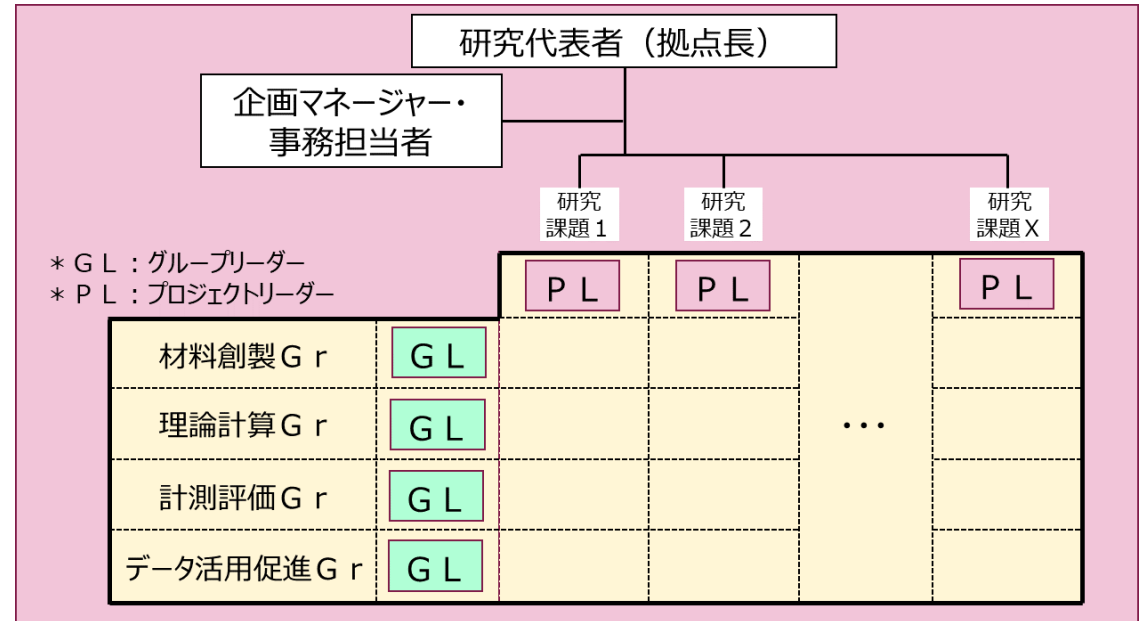 研究代表者（拠点長）
企画マネージャー・
事務担当者
研究
課題１
研究
課題２
研究
課題Ｘ
＊ＧＬ：グループリーダー
＊ＰＬ：プロジェクトリーダー
ＰＬ
ＰＬ
ＰＬ
材料創製Ｇｒ
ＧＬ
理論計算Ｇｒ
ＧＬ
・・・
計測評価Ｇｒ
ＧＬ
データ活用促進Ｇｒ
ＧＬ